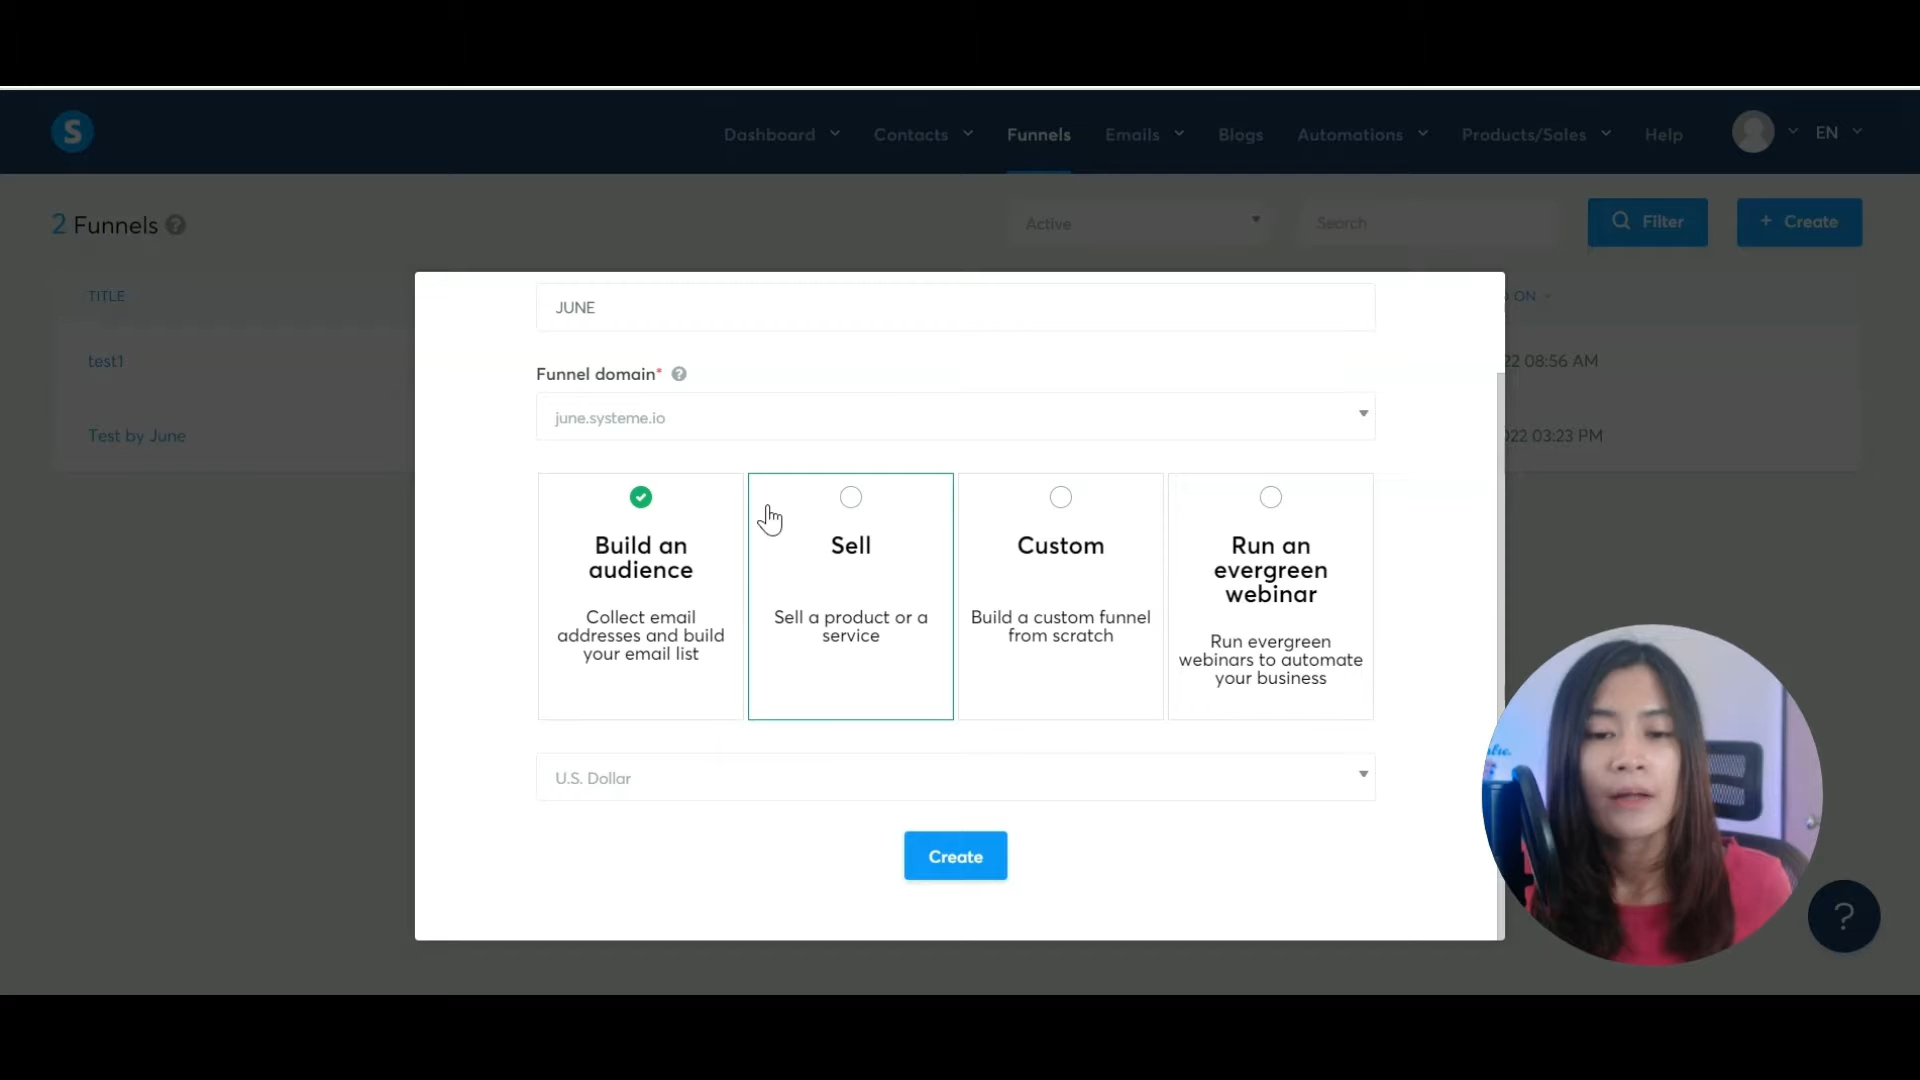 S
Dashboard
Contacts
Funnels
Emails
Blogs
Automations
Products/Sales
Help
EN
2 Funnels ?
Active
Search
Filter
+ Create
TITLE
ON
test1
22 08:56 AM
Test by June
022 03:23 PM
JUNE
Funnel domain* ?
june.systeme.io
Build an
audience
Collect email
addresses and build
your email list
Sell
Sell a product or a
service
Custom
Build a custom funnel
from scratch
Run an
evergreen
webinar
Run evergreen
webinars to automate
your business
U.S. Dollar
Create
?